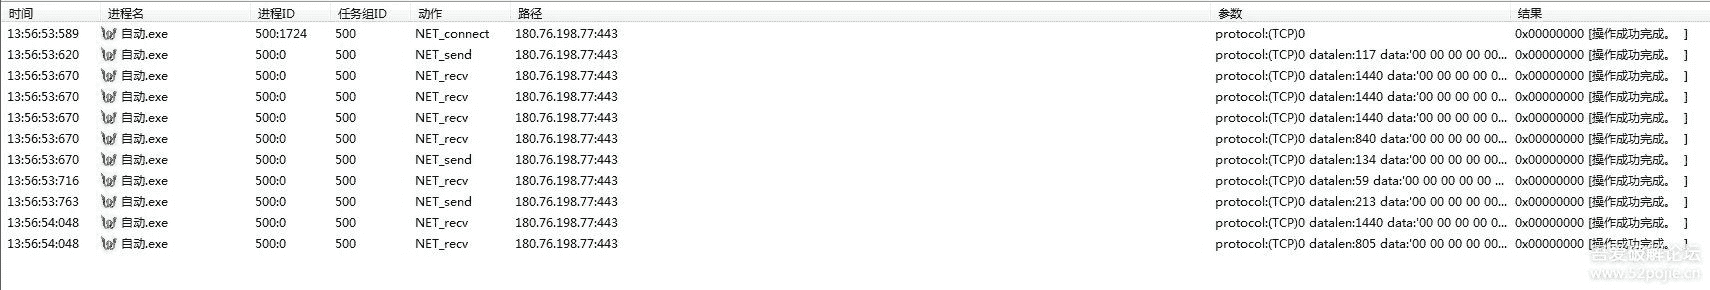 时间 进程名 进程ID 任务组ID 动作 路径 参数 结果
13:56:53:589 自动.exe 500:1724 500 NET_connect 180.76.198.77:443 protocol:(TCP)0 0x00000000 [操作成功完成。 ]
13:56:53:620 自动.exe 500:0 500 NET_send 180.76.198.77:443 protocol:(TCP)0 datalen:117 data:'00 00 00 00 00... 0x00000000 [操作成功完成。 ]
13:56:53:670 自动.exe 500:0 500 NET_recv 180.76.198.77:443 protocol:(TCP)0 datalen:1440 data:'00 00 00 00 0... 0x00000000 [操作成功完成。 ]
13:56:53:670 自动.exe 500:0 500 NET_recv 180.76.198.77:443 protocol:(TCP)0 datalen:1440 data:'00 00 00 00 0... 0x00000000 [操作成功完成。 ]
13:56:53:670 自动.exe 500:0 500 NET_recv 180.76.198.77:443 protocol:(TCP)0 datalen:1440 data:'00 00 00 00 0... 0x00000000 [操作成功完成。 ]
13:56:53:670 自动.exe 500:0 500 NET_recv 180.76.198.77:443 protocol:(TCP)0 datalen:840 data:'00 00 00 00 00... 0x00000000 [操作成功完成。 ]
13:56:53:670 自动.exe 500:0 500 NET_send 180.76.198.77:443 protocol:(TCP)0 datalen:134 data:'00 00 00 00 00... 0x00000000 [操作成功完成。 ]
13:56:53:716 自动.exe 500:0 500 NET_recv 180.76.198.77:443 protocol:(TCP)0 datalen:59 data:'00 00 00 00 00 ... 0x00000000 [操作成功完成。 ]
13:56:53:763 自动.exe 500:0 500 NET_send 180.76.198.77:443 protocol:(TCP)0 datalen:213 data:'00 00 00 00 00... 0x00000000 [操作成功完成。 ]
13:56:54:048 自动.exe 500:0 500 NET_recv 180.76.198.77:443 protocol:(TCP)0 datalen:1440 data:'00 00 00 00 0... 0x00000000 [操作成功完成。 ]
13:56:54:048 自动.exe 500:0 500 NET_recv 180.76.198.77:443 protocol:(TCP)0 datalen:805 data:'00 00 00 00 00... 0x00000000 [操作成功完成。 ]
吾爱破解论坛
www.52pojie.cn